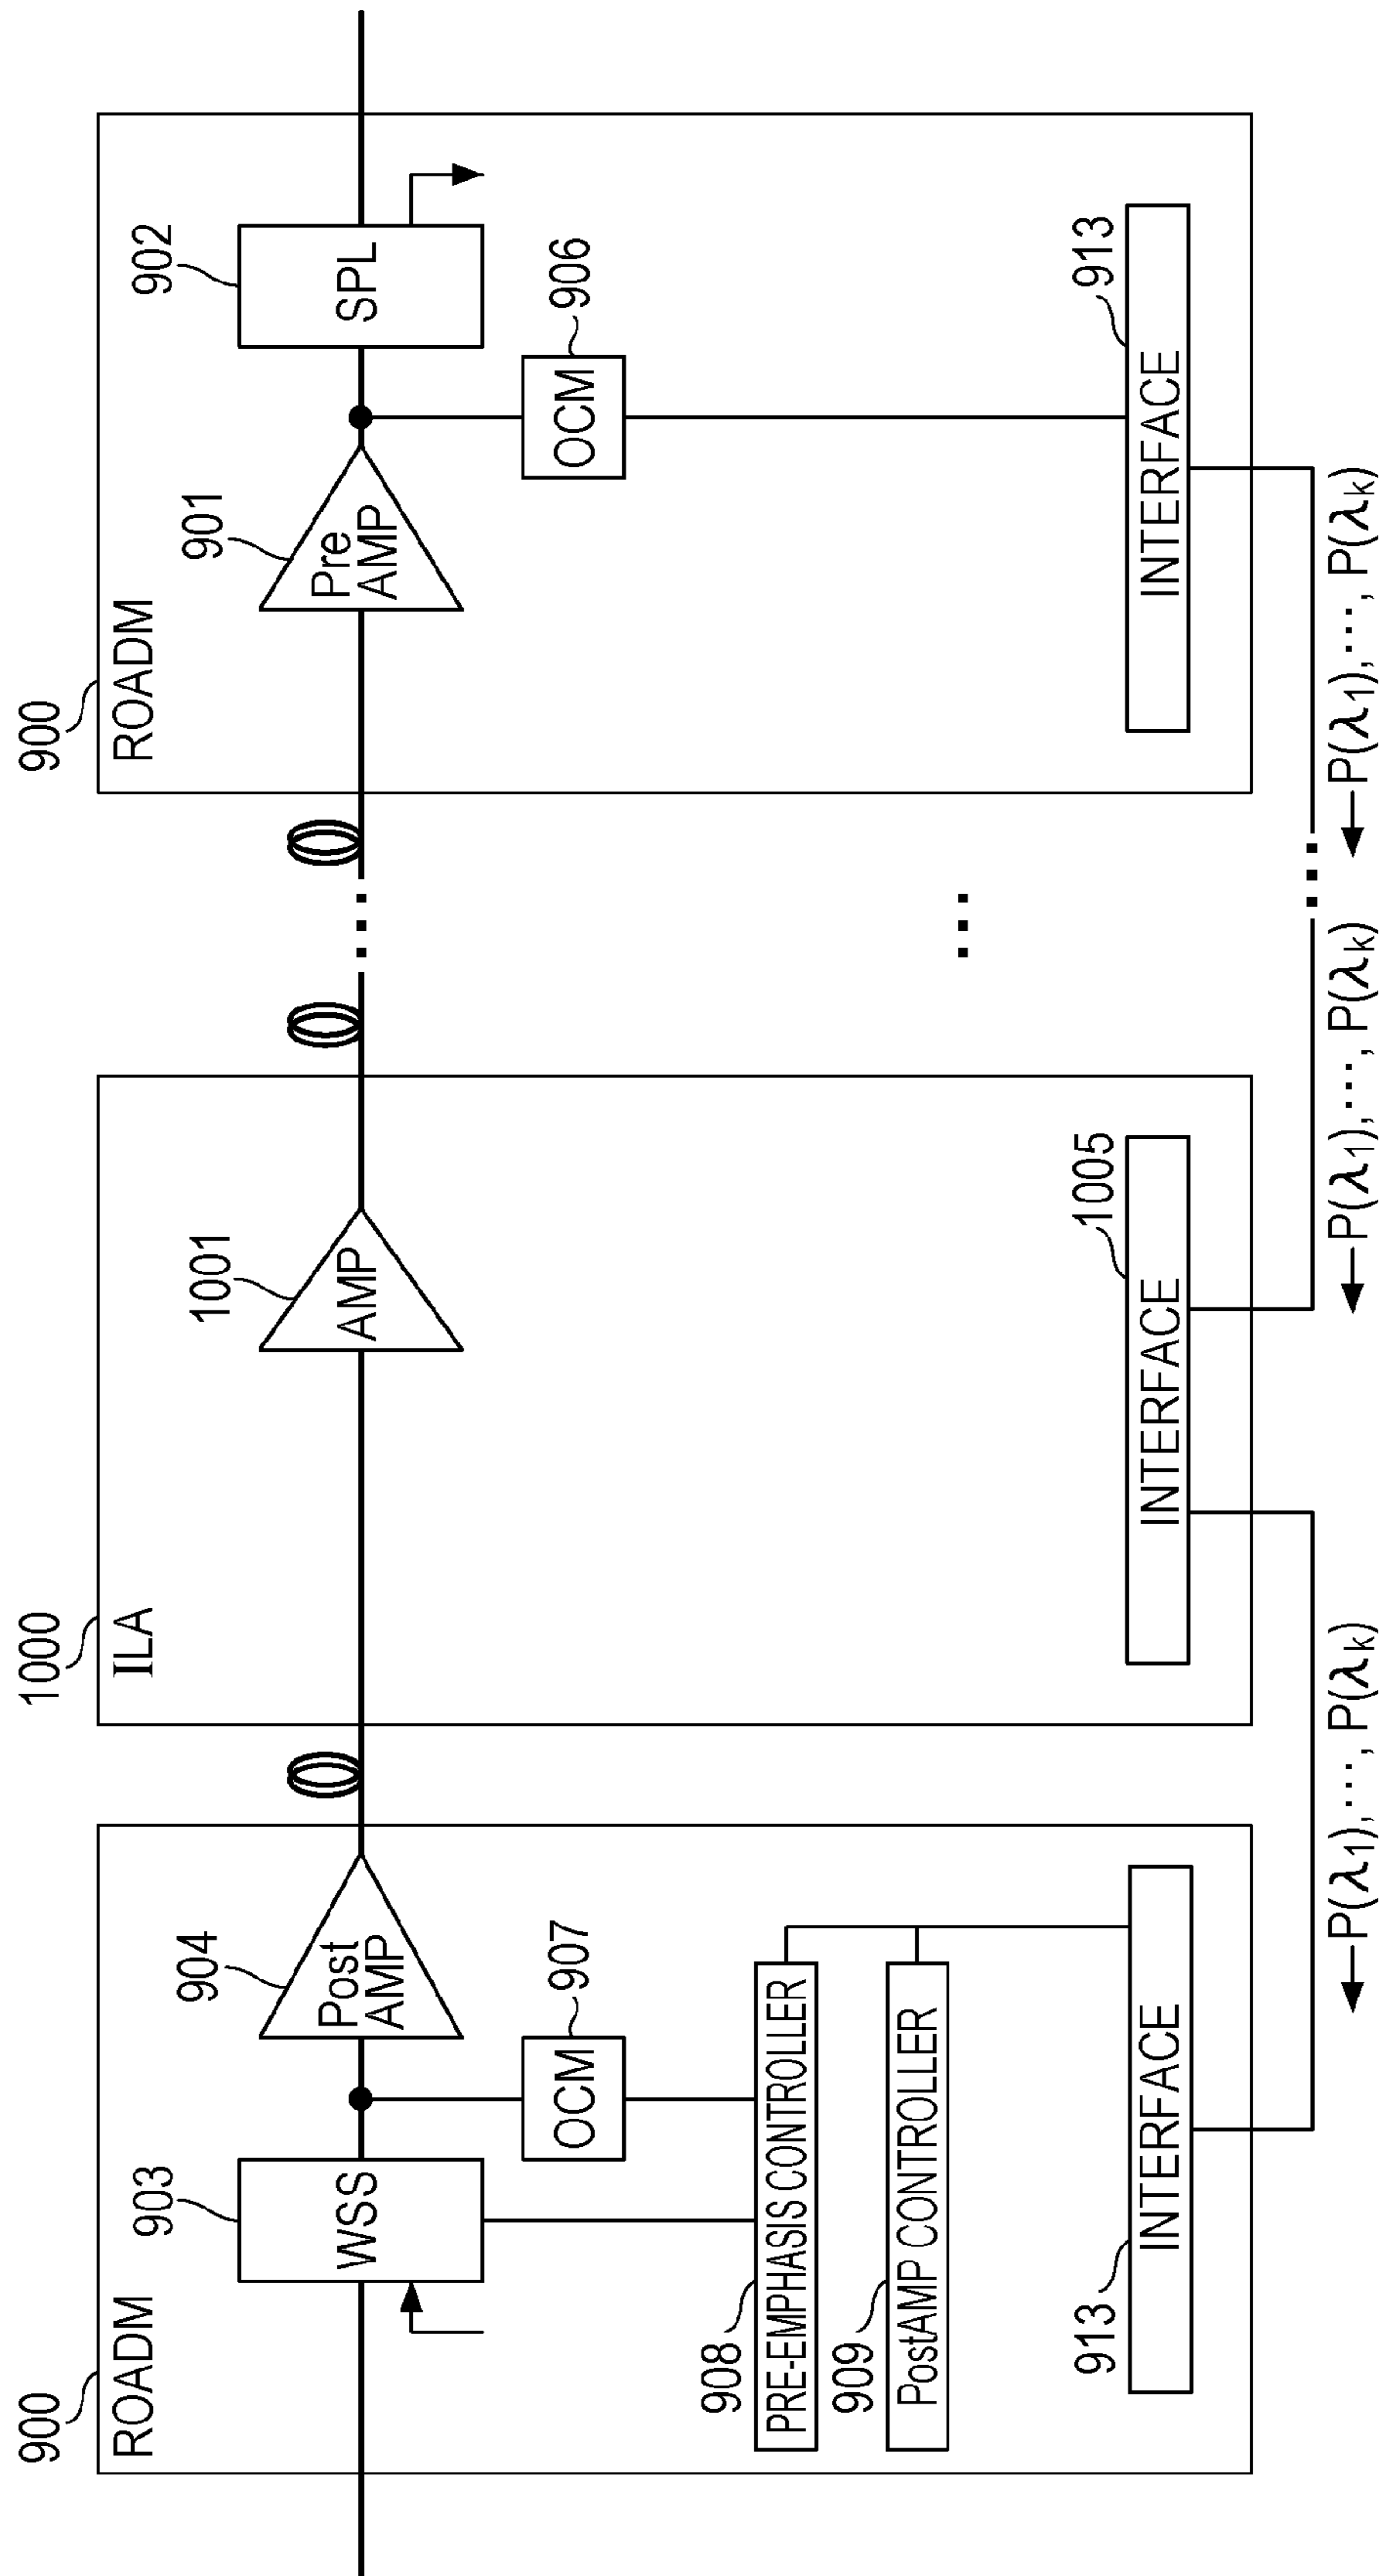 900
ROADM
903
WSS
904
Post
AMP
OCM
907
908
PRE-EMPHASIS CONTROLLER
909
PostAMP CONTROLLER
913
INTERFACE
1000
ILA
1001
AMP
1005
INTERFACE
900
ROADM
901
Pre
AMP
902
SPL
OCM
906
913
INTERFACE
P(λ1),⋯, P(λk)
P(λ1),⋯, P(λk)
P(λ1),⋯, P(λk)